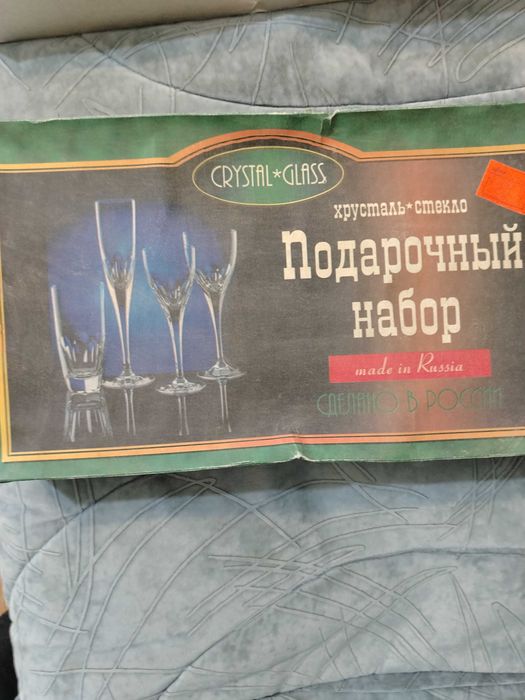 CRYSTAL★GLASS
хрусталь★стекло
Подарочный
набор
made in Russia
СДЕЛАНО В РОССИИ